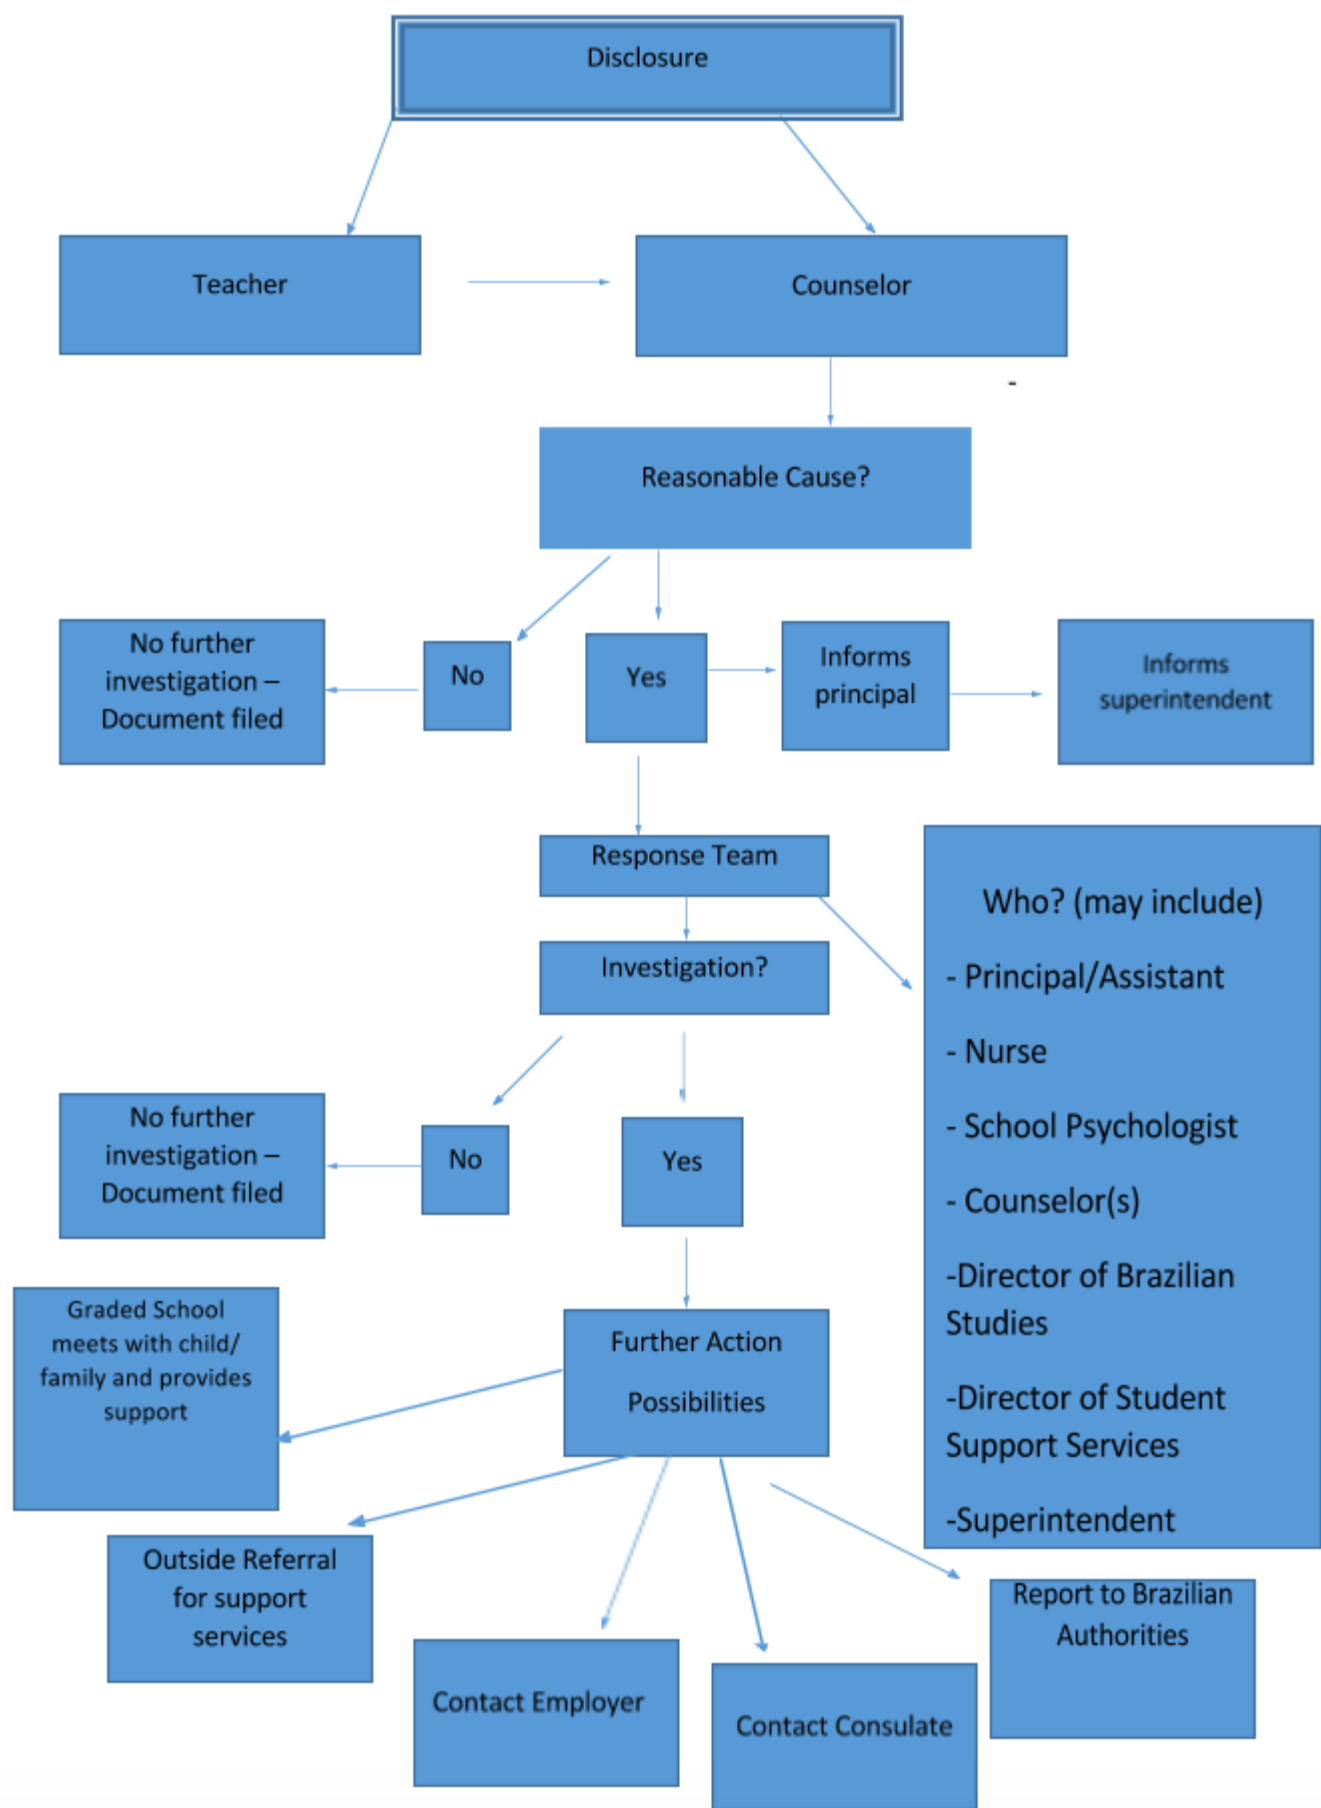 Disclosure
Teacher
Counselor
-
Reasonable Cause?
No further
investigation –
Document filed
No
Yes
Informs
principal
Informs
superintendent
Response Team
Who? (may include)
- Principal/Assistant
- Nurse
- School Psychologist
- Counselor(s)
-Director of Brazilian
Studies
-Director of Student
Support Services
-Superintendent
Investigation?
No further
investigation –
Document filed
No
Yes
Graded School
meets with child/
family and provides
support
Further Action
Possibilities
Outside Referral
for support
services
Contact Employer
Contact Consulate
Report to Brazilian
Authorities